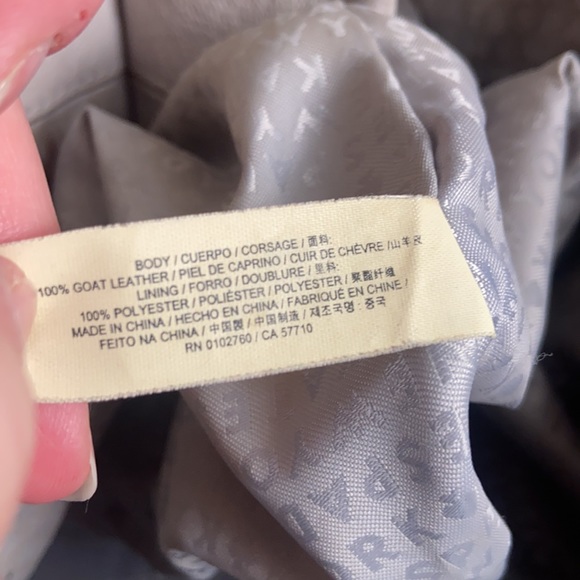 BODY / CUERPO / CORSAGE / 面料:
100% GOAT LEATHER / PIEL DE CAPRINO / CUIR DE CHÈVRE / 山羊皮
LINING / FORRO / DOUBLURE / 里料:
100% POLYESTER / POLIÉSTER / POLYESTER / 聚酯纤维
MADE IN CHINA / HECHO EN CHINA / FABRIQUÉ EN CHINE /
FEITO NA CHINA / 中国製 / 中国制造 / 제조국명 : 중국
RN 0102760 / CA 57710